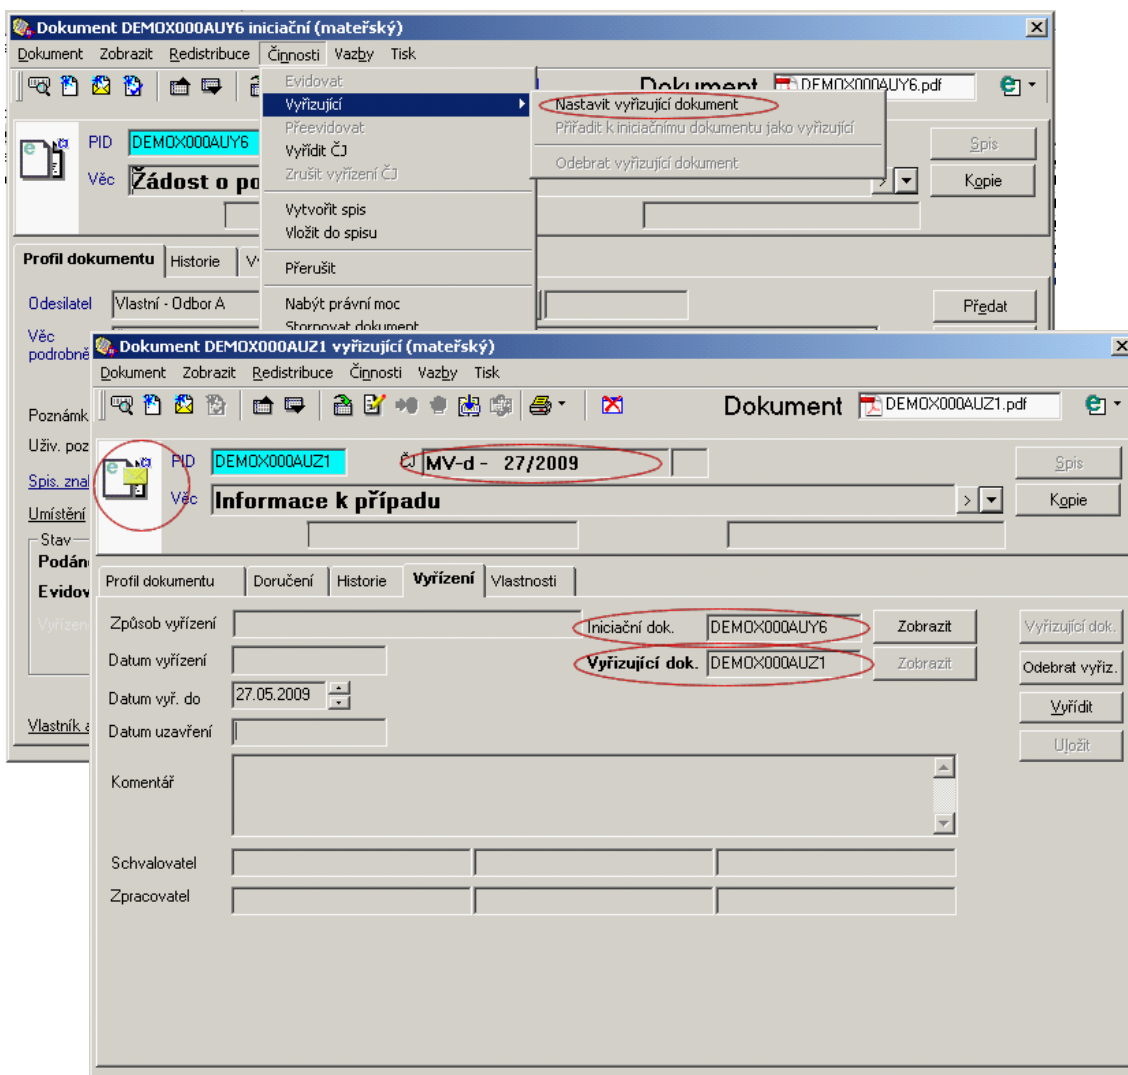 Dokument DEMOX000AUY6 iniciační (mateřský)
Dokument Zobrazit Redistribuce Činnosti Vazby Tisk
Evidovat
Dokument DEMOX000AUY6.pdf
Vyřizující
Nastavit vyřizující dokument
Přeevidovat
Přiřadit k iniciačnímu dokumentu jako vyřizující
PID DEMOX000AUY6
Vyřídit ČJ
Spis
Odebrat vyřizující dokument
Zrušit vyřízení ČJ
Věc Žádost o po
Kopie
Vytvořit spis
Vložit do spisu
Profil dokumentu Historie
Přerušit
Odesilatel Vlastní - Odbor A
Nabýt právní moc
Předat
Stornovat dokument
Věc
podrobně
Dokument DEMOX000AUZ1 vyřizující (mateřský)
Dokument Zobrazit Redistribuce Činnosti Vazby Tisk
Dokument DEMOX000AUZ1.pdf
Poznámk
Uživ. poz
PID DEMOX000AUZ1 ČJ MV-d - 27/2009
Spis
Spis. znal
Věc Informace k případu
Kopie
Umístění
Stav
Podán
Profil dokumentu Doručení Historie Vyřízení Vlastnosti
Evidov
Způsob vyřízení
Iniciační dok. DEMOX000AUY6 Zobrazit Vyřizující dok.
Vyřízen
Datum vyřízení
Vyřizující dok. DEMOX000AUZ1 Zobrazit Odebrat vyřiz.
Datum vyř. do 27.05.2009
Vyřídit
Vlastník a
Datum uzavření
Uložit
Komentář
Schvalovatel
Zpracovatel